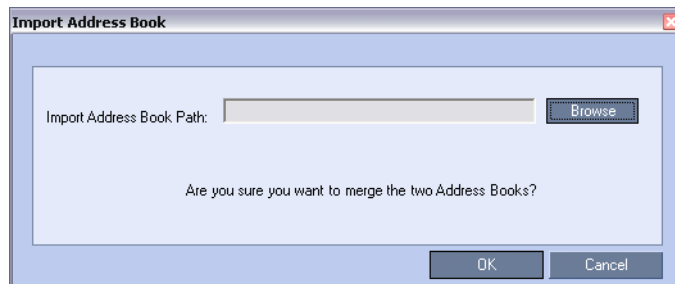 Import Address Book
Import Address Book Path:
Browse
Are you sure you want to merge the two Address Books?
OK
Cancel